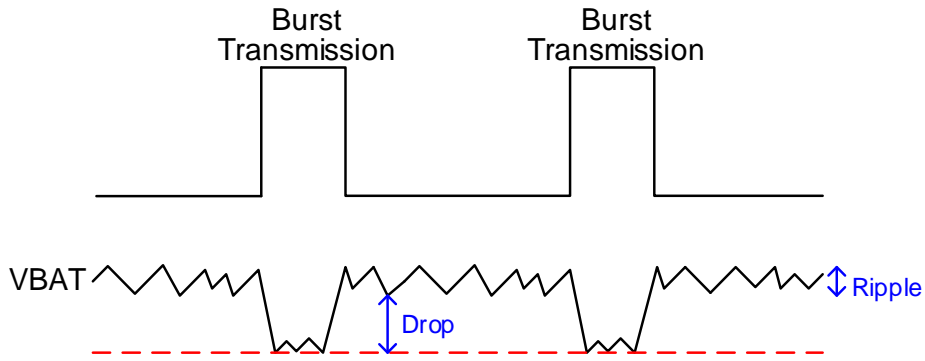 Burst
Transmission
Burst
Transmission
VBAT
Ripple
Drop